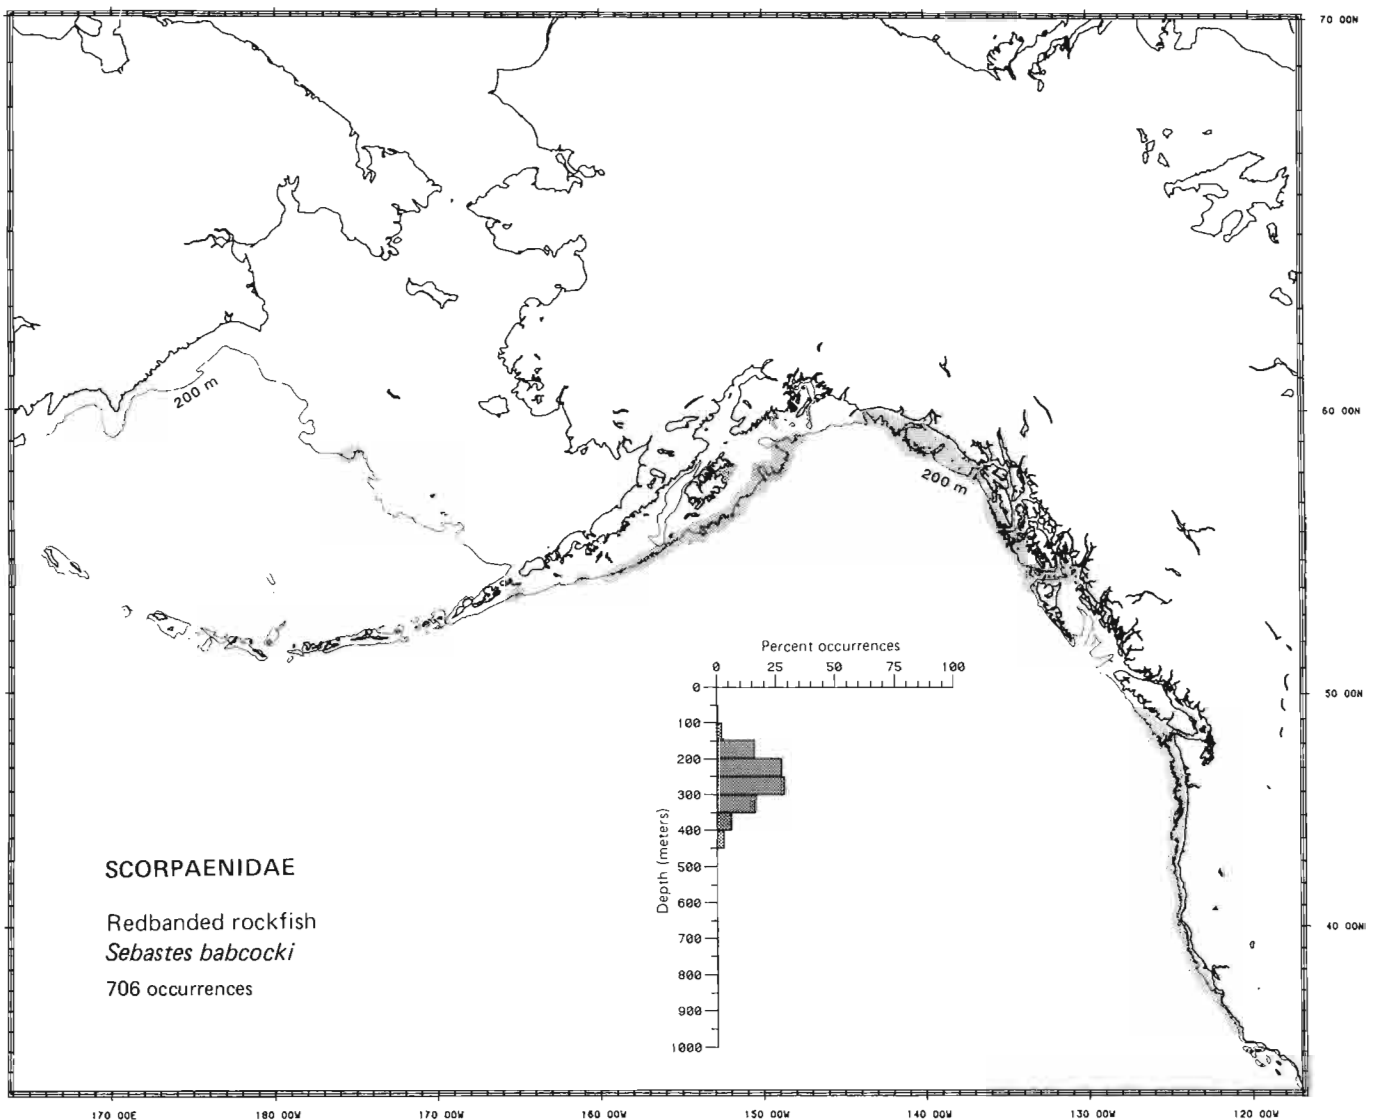 70 00N
200 m
60 00N
200 m
Percent occurrences
0 25 50 75 100
0
100
200
300
400
500
600
700
800
900
1000
Depth (meters)
50 00N
40 00N
SCORPAENIDAE
Redbanded rockfish
Sebastes babcocki
706 occurrences
170 00E 180 00W 170 00W 160 00W 150 00W 140 00W 130 00W 120 00W